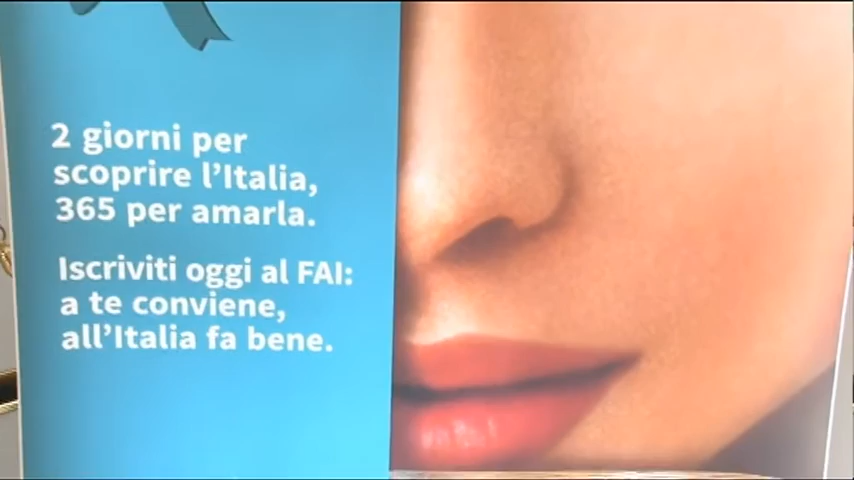 2 giorni per
scoprire l'Italia,
365 per amarla.
Iscriviti oggi al FAI:
a te conviene,
all'Italia fa bene.